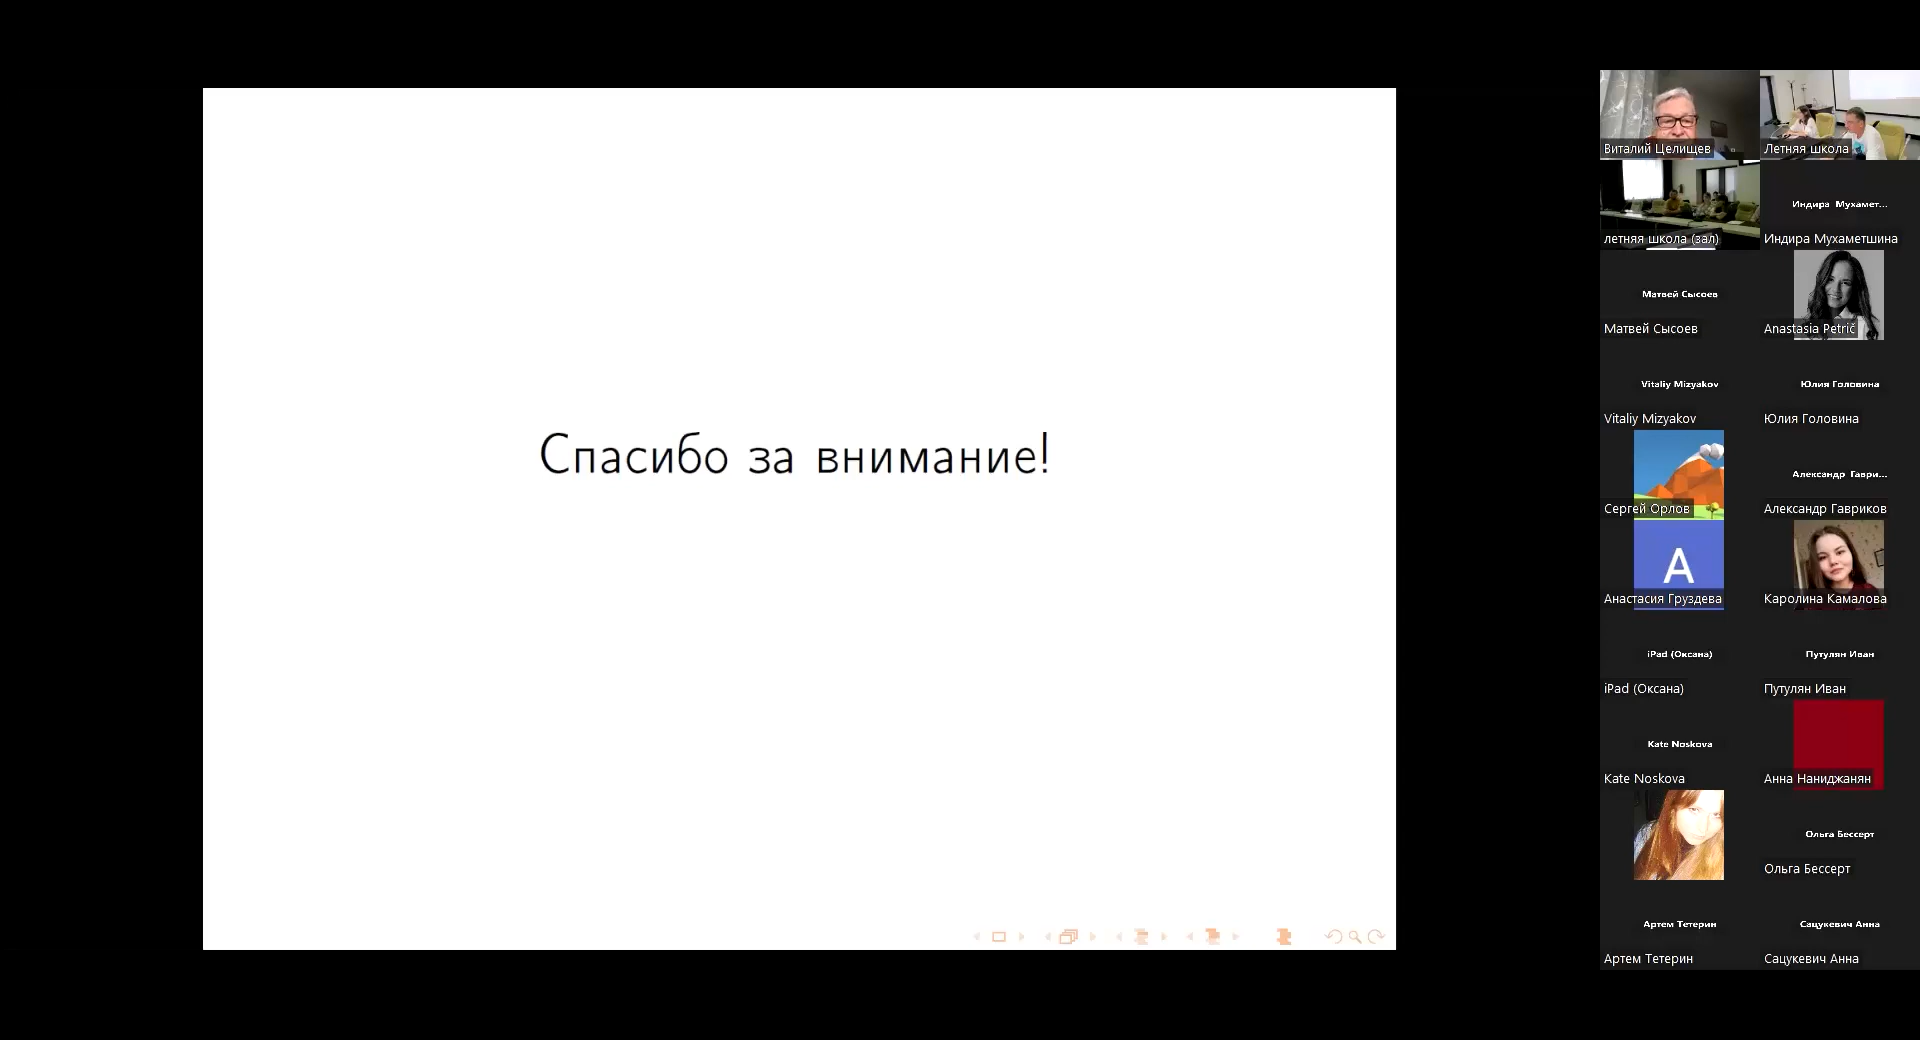 Спасибо за внимание!
Виталий Целищев
Летняя школа
летняя школа (зал)
Индира Мухамет...
Индира Мухаметшина
Матвей Сысоев
Матвей Сысоев
Anastasia Petrić
Vitaliy Mizyakov
Vitaliy Mizyakov
Юлия Головина
Юлия Головина
Сергей Орлов
Александр Гаври...
Александр Гавриков
А
Анастасия Груздева
Каролина Камалова
iPad (Оксана)
iPad (Оксана)
Путулян Иван
Путулян Иван
Kate Noskova
Kate Noskova
Анна Наниджанян
Ольга Бессерт
Ольга Бессерт
Артем Тетерин
Артем Тетерин
Сацукевич Анна
Сацукевич Анна